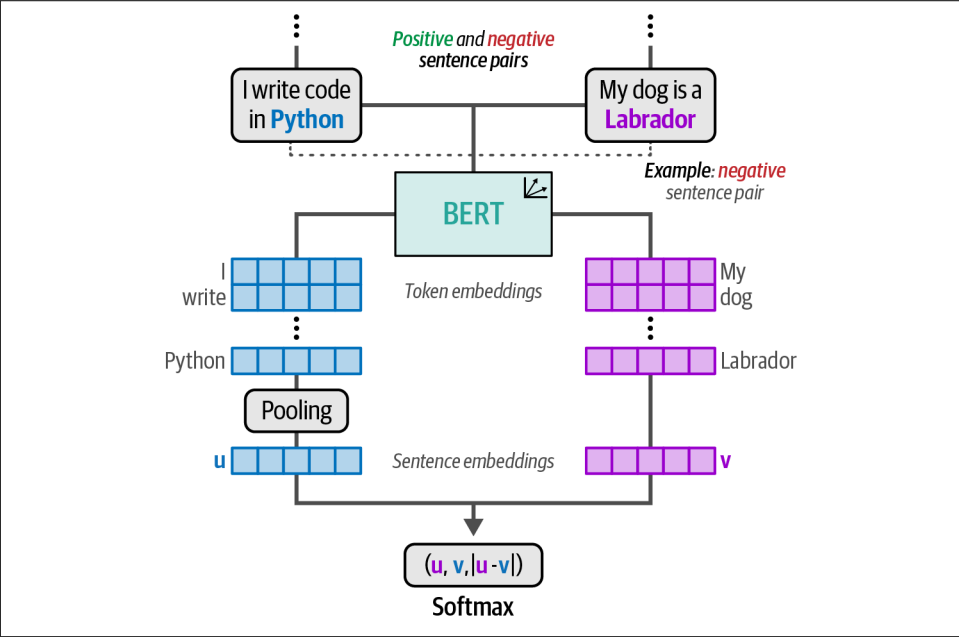 Positive and negative
sentence pairs
I write code
in Python
My dog is a
Labrador
Example: negative
sentence pair
BERT
I
write
Token embeddings
My
dog
Python
Labrador
Pooling
u
Sentence embeddings
v
(u, v,|u - v|)
Softmax